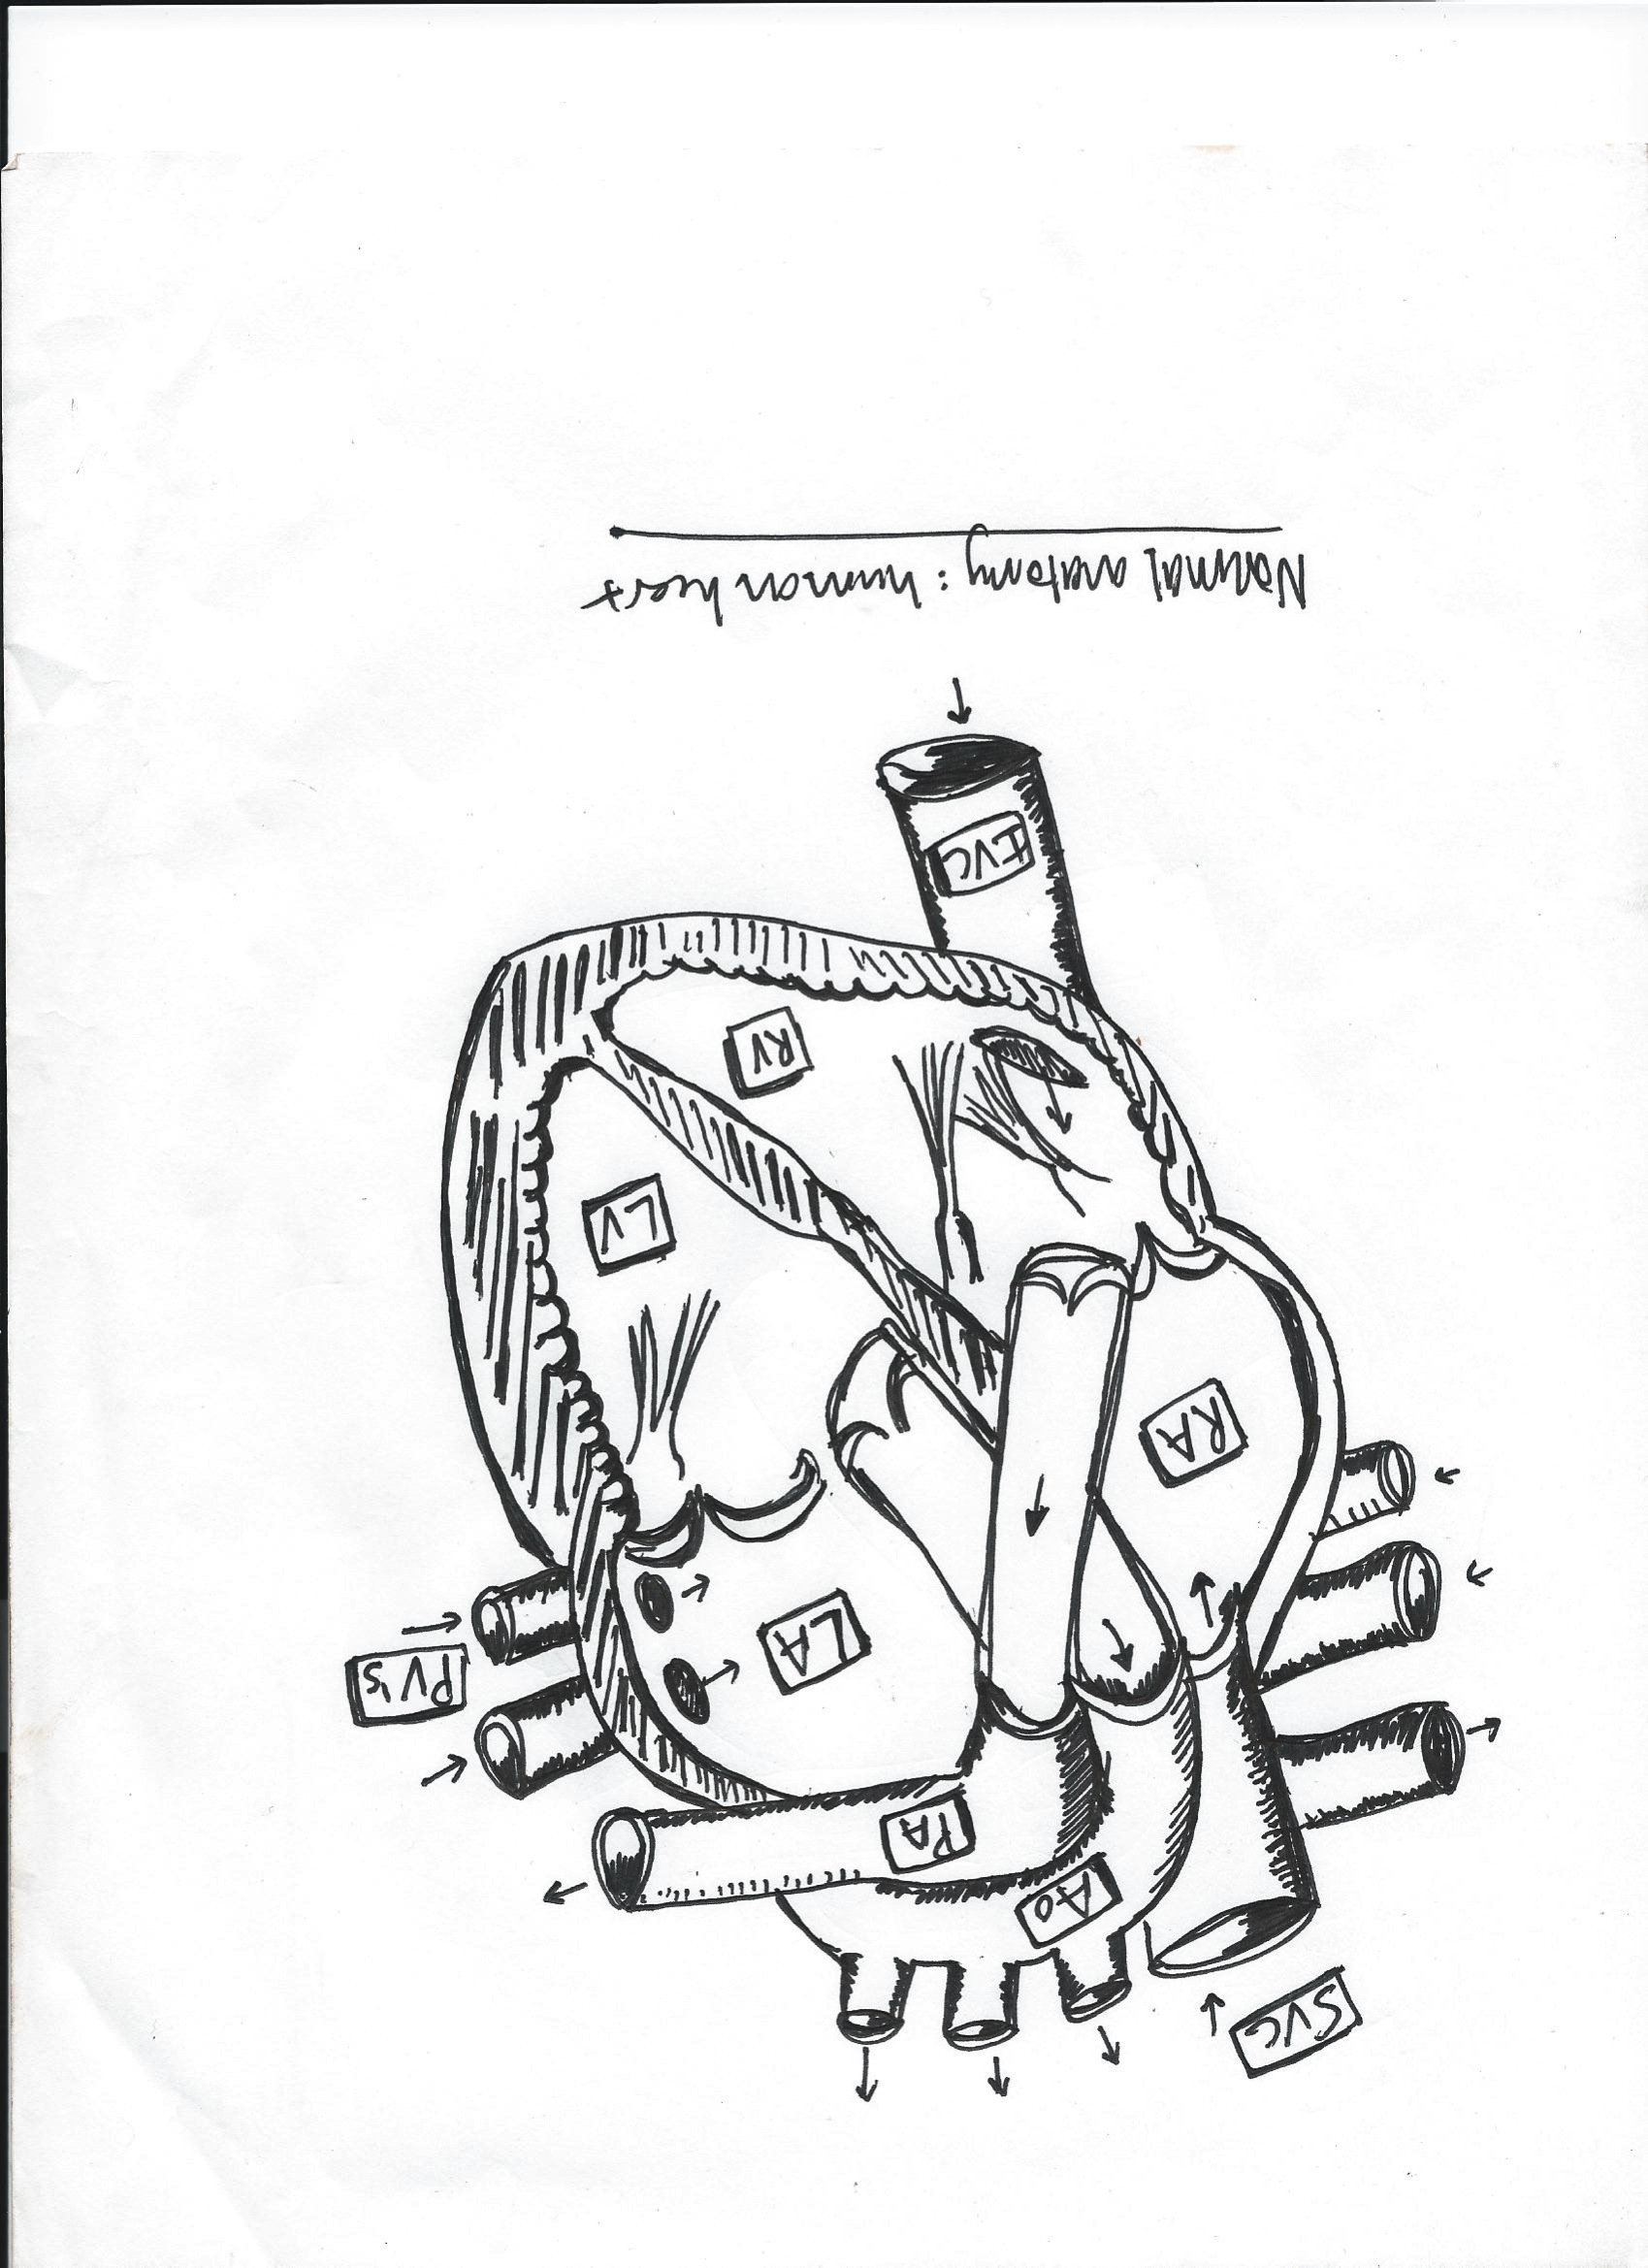 SVC
Ao
PA
PV's
LA
RA
LV
RV
IVC
Normal anatomy: human heart